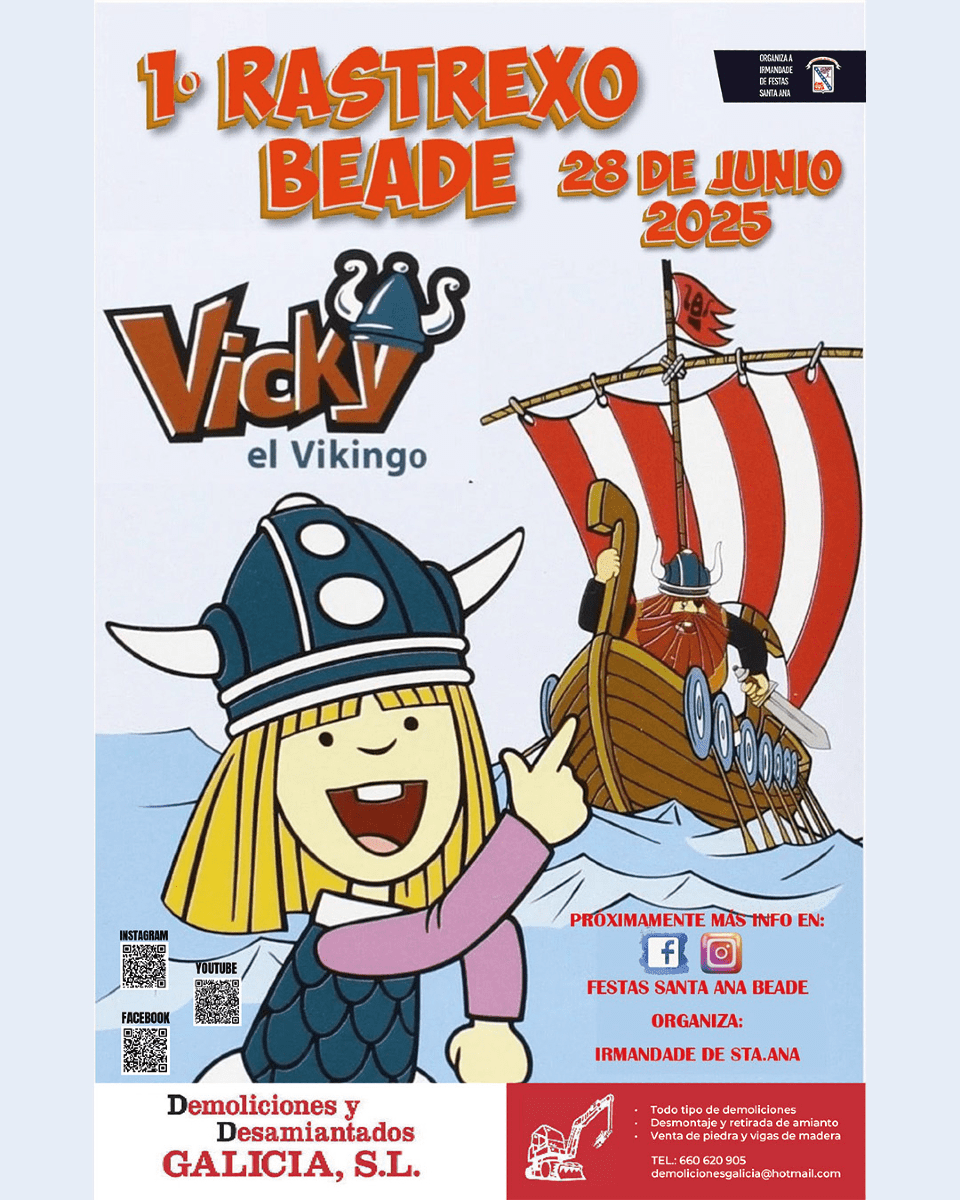 1º RASTREXO
BEADE
28 DE JUNIO
2025
ORGANIZA A
IRMANDADE
DE FESTAS
SANTA ANA
Vicky
el Vikingo
PROXIMAMENTE MÁS INFO EN:
FESTAS SANTA ANA BEADE
ORGANIZA:
IRMANDADE DE STA.ANA
INSTAGRAM
YOUTUBE
FACEBOOK
Demoliciones y
Desamiantados
GALICIA, S.L.
• Todo tipo de demoliciones
• Desmontaje y retirada de amianto
• Venta de piedra y vigas de madera
TEL.: 660 620 905
demolicionesgalicia@hotmail.com